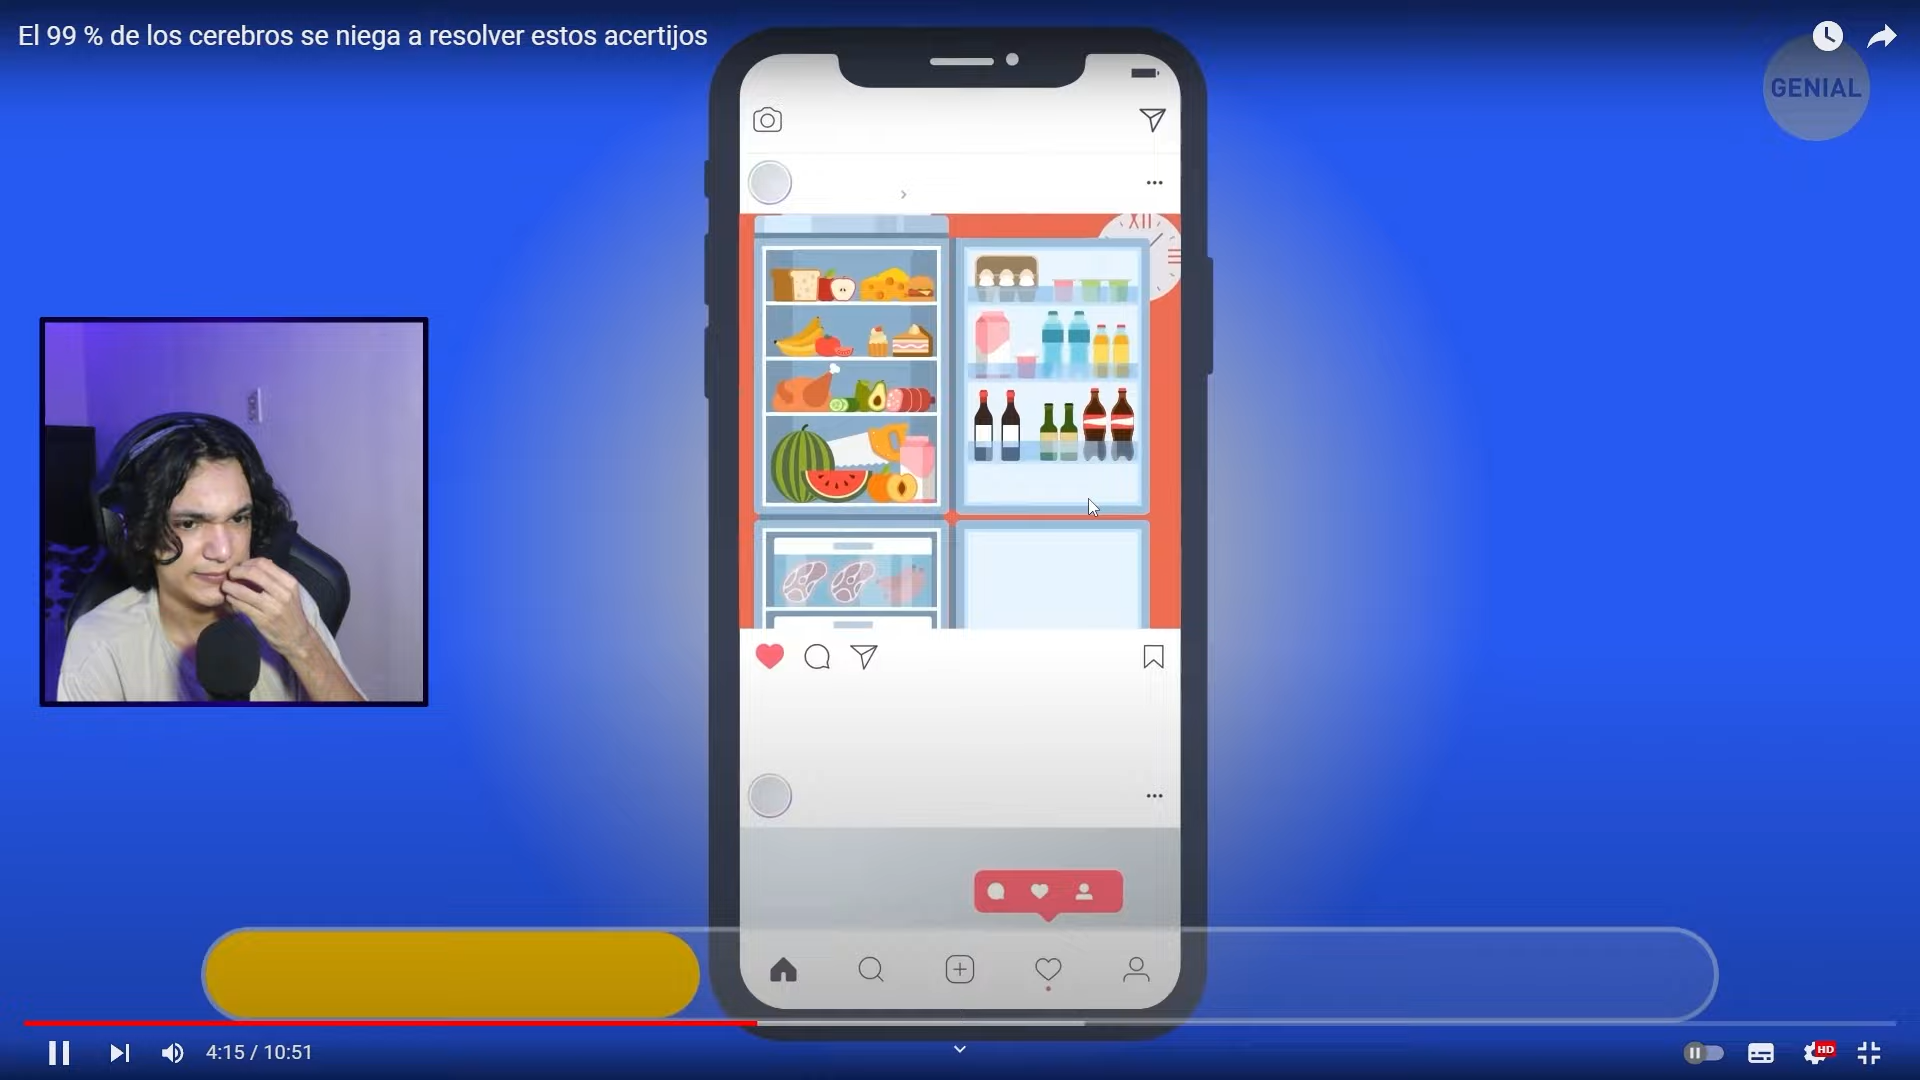 El 99 % de los cerebros se niega a resolver estos acertijos
GENIAL
XII
4:15 / 10:51
HD